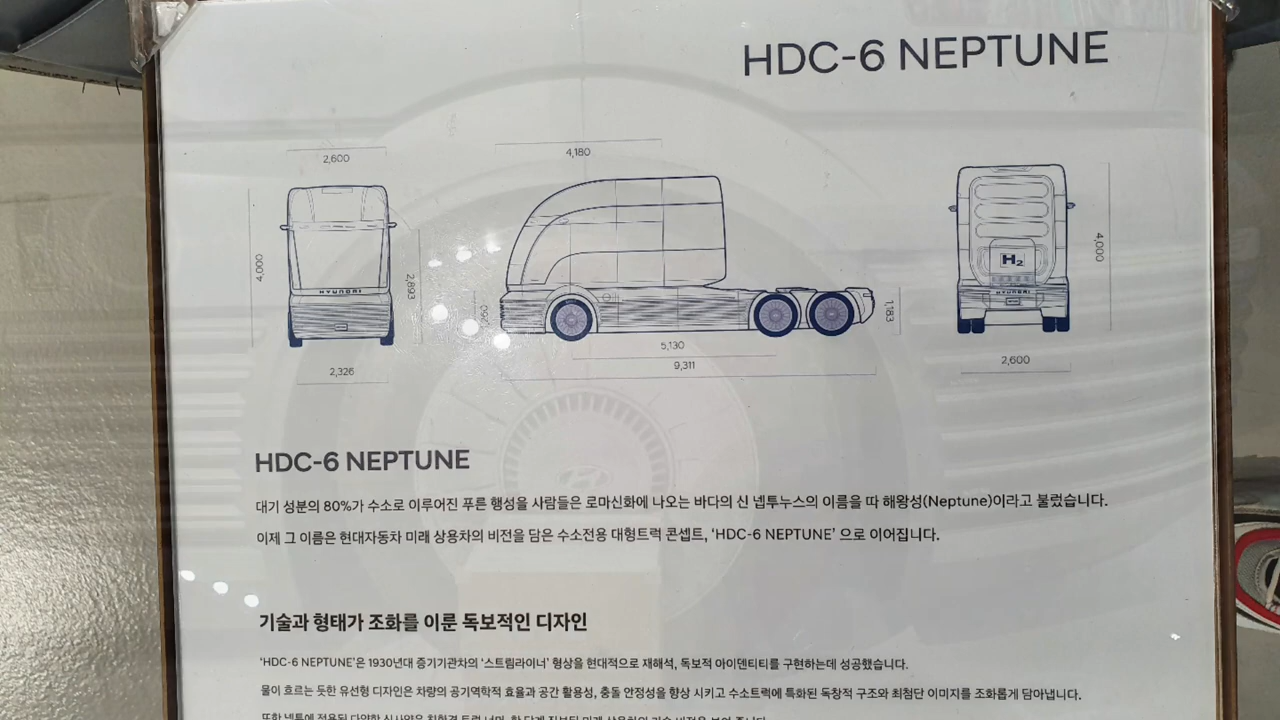 HDC-6 NEPTUNE
2,600
4,180
4,000
2,893
2,326
HYUNDAI
1,183
5,130
9,311
H2
HYUNDAI
4,000
2,600
HDC-6 NEPTUNE
대기 성분의 80%가 수소로 이루어진 푸른 행성을 사람들은 로마신화에 나오는 바다의 신 넵투누스의 이름을 따 해왕성(Neptune)이라고 불렀습니다.
이제 그 이름은 현대자동차 미래 상용차의 비전을 담은 수소전용 대형트럭 콘셉트, ‘HDC-6 NEPTUNE’ 으로 이어집니다.
기술과 형태가 조화를 이룬 독보적인 디자인
‘HDC-6 NEPTUNE’은 1930년대 증기기관차의 ‘스트림라이너’ 형상을 현대적으로 재해석, 독보적 아이덴티티를 구현하는데 성공했습니다.
물이 흐르는 듯한 유선형 디자인은 차량의 공기역학적 효율과 공간 활용성, 충돌 안정성을 향상 시키고 수소트럭에 특화된 독창적 구조와 최첨단 이미지를 조화롭게 담아냅니다.